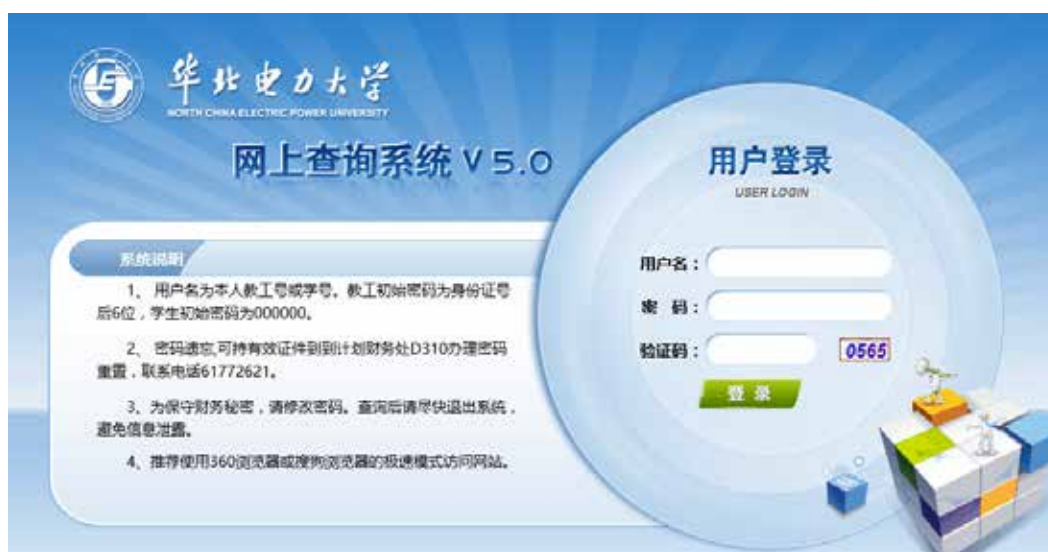 华北电力大学
NORTH CHINA ELECTRIC POWER UNIVERSITY
网上查询系统 V 5.0
系统说明
1、 用户名为本人教工号或学号。教工初始密码为身份证号
后6位，学生初始密码为000000。
2、 密码遗忘,可持有效证件到到计划财务处D310办理密码
重置，联系电话61772621。
3、为保守财务秘密，请修改密码。查询后请尽快退出系统，
避免信息泄露。
4、推荐使用360浏览器或搜狗浏览器的极速模式访问网站。
用户登录
USER LOGIN
用户名：
密 码：
验证码：
0565
登 录